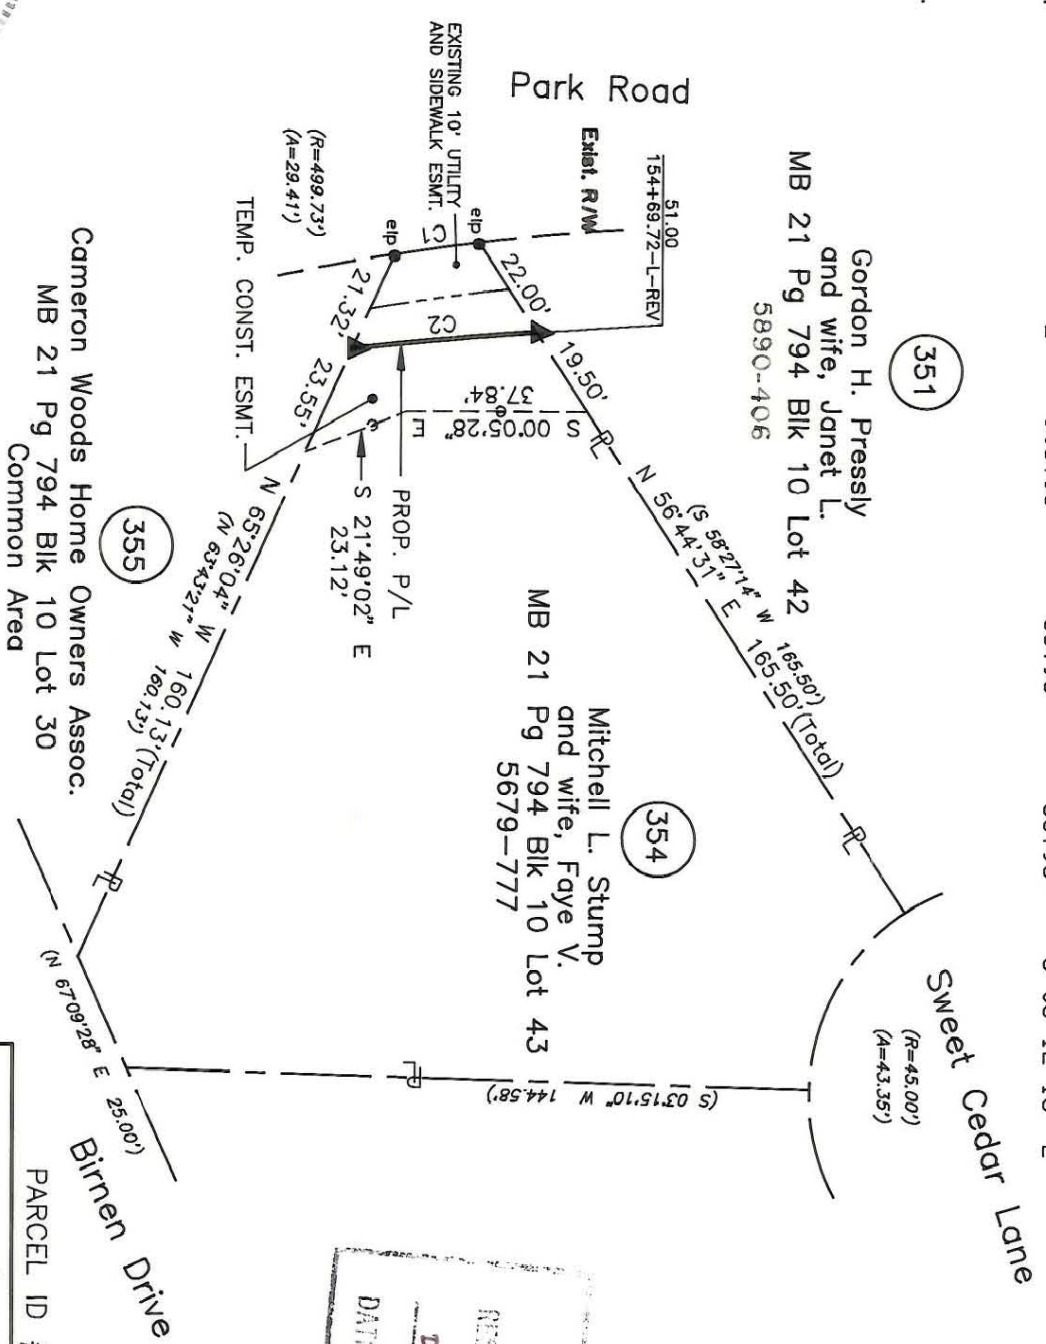 Park Road
Exist. R/W
EXISTING 10' UTILITY
AND SIDEWALK ESMT.
51.00
154+69.72-L-REV
351
Gordon H. Pressly
and wife, Janet L.
MB 21 Pg 794 Blk 10 Lot 42
5890-406
eip
C1
eip
22.00'
21.32'
C2
(R=499.73')
(A=29.41')
TEMP. CONST. ESMT.
19.50'
23.55'
S 00°05'28" E
37.84'
PROP. P/L
S 21°49'02" E
23.12'
(S 58°27'14" W 165.50')
N 56°44'31" E 165.50' (Total)
N 65°26'04" W 160.13' (Total)
(N 63°43'21" W 160.13')
354
Mitchell L. Stump
and wife, Faye V.
MB 21 Pg 794 Blk 10 Lot 43
5679-777
355
Cameron Woods Home Owners Assoc.
MB 21 Pg 794 Blk 10 Lot 30
Common Area
Sweet Cedar Lane
(R=45.00')
(A=43.35')
(S 03°15'10" W 144.58')
(N 67°09'28" E 25.00')
Birnen Drive
PARCEL ID